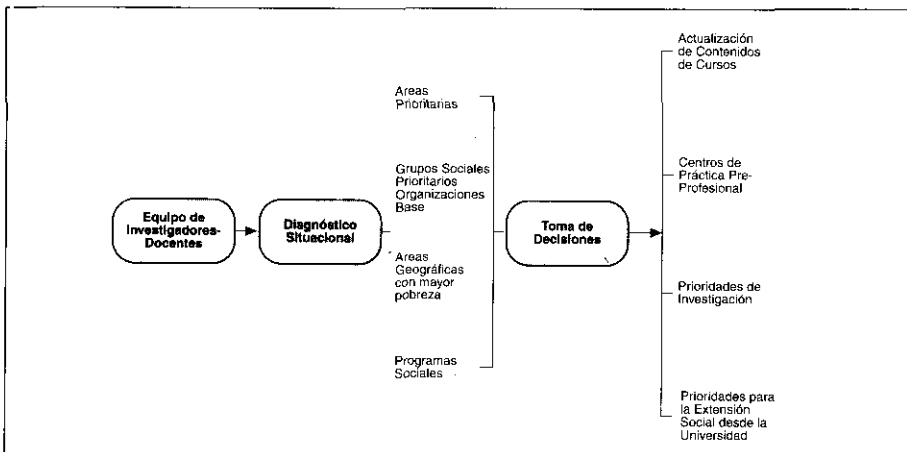 Equipo de
Investigadores-
Docentes
Diagnóstico
Situacional
Areas
Prioritarias
Grupos Sociales
Prioritarios
Organizaciones
Base
Areas
Geográficas
con mayor
pobreza
Programas
Sociales
Toma de
Decisiones
Actualización
de Contenidos
de Cursos
Centros de
Práctica Pre-
Profesional
Prioridades de
Investigación
Prioridades para
la Extensión
Social desde la
Universidad